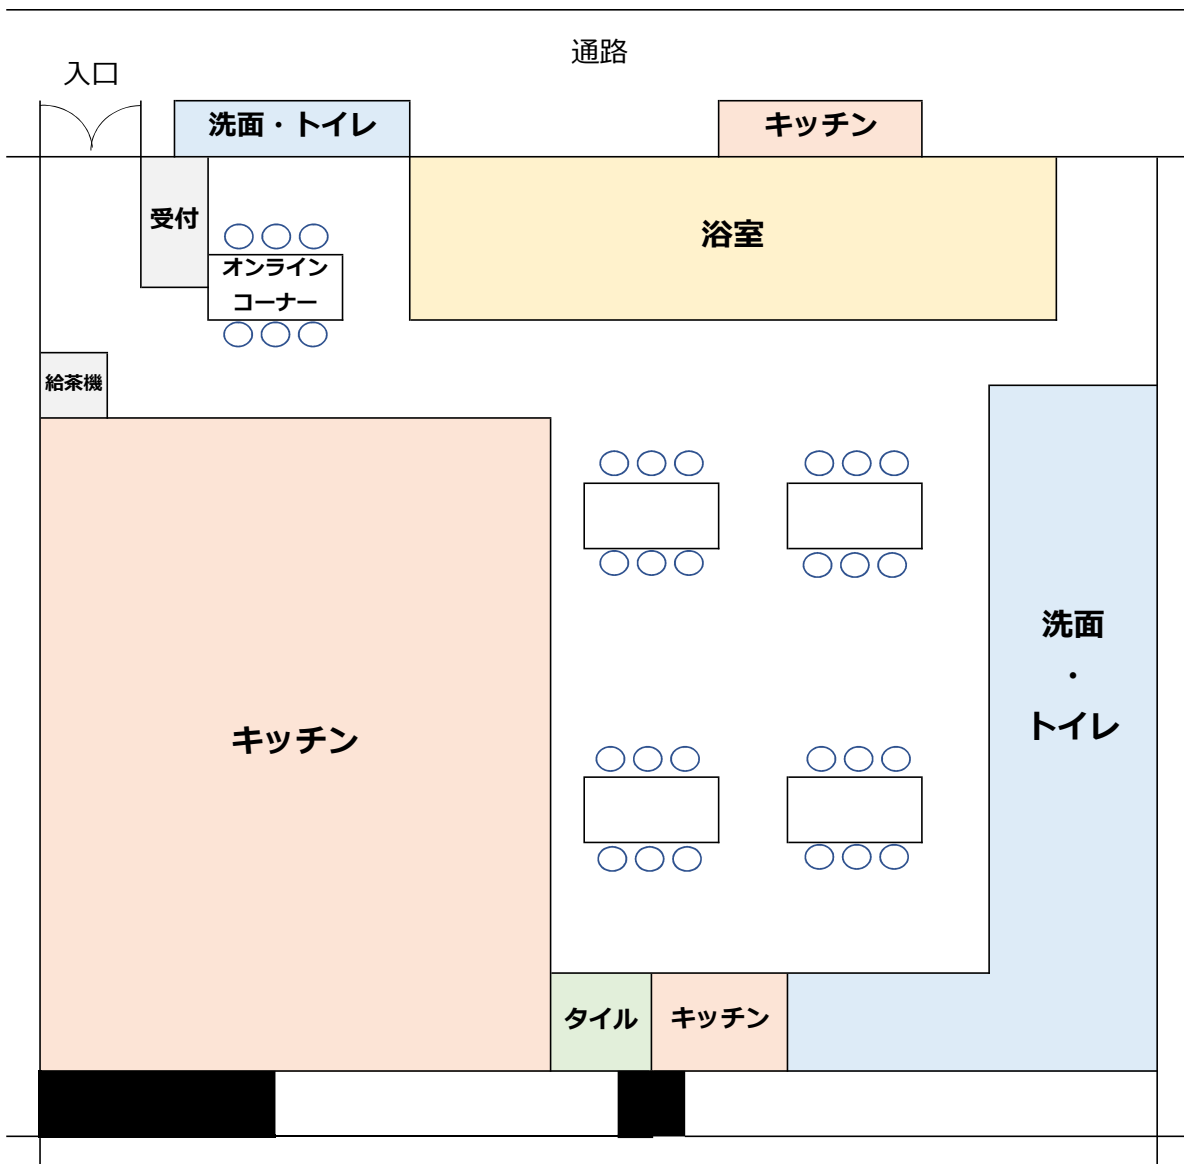 通路
入口
洗面・トイレ
キッチン
受付
浴室
オンライン
コーナー
給茶機
洗面
・
トイレ
キッチン
タイル
キッチン